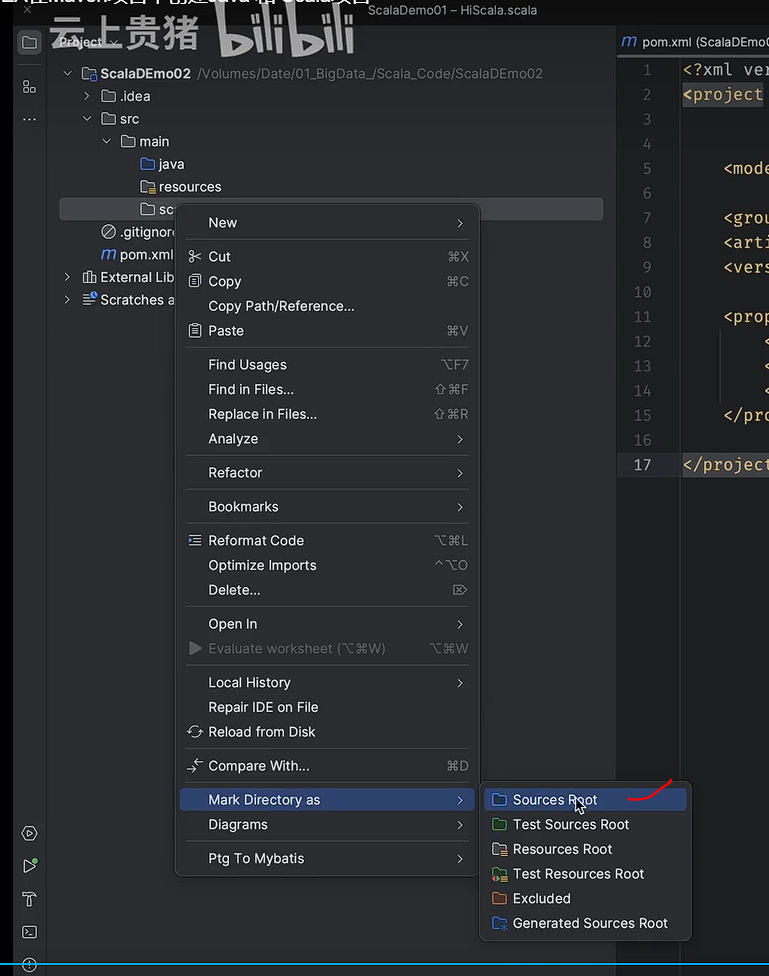 ScalaDemo01 – HiScala.scala
云上贵猪 bilibili
Project
pom.xml (ScalaDEmo0
ScalaDEmo02 /Volumes/Date/01_BigData_/Scala_Code/ScalaDEmo02
.idea
src
main
java
resources
sc
.gitignore
pom.xml
External Lib
Scratches a
New
Cut ⌘X
Copy ⌘C
Copy Path/Reference...
Paste ⌘V
Find Usages ⌥F7
Find in Files... ⇧⌘F
Replace in Files... ⇧⌘R
Analyze
Refactor
Bookmarks
Reformat Code ⌥⌘L
Optimize Imports ^⌥O
Delete... ⌦
Open In
Evaluate worksheet (⌥⌘W) ⌥⌘W
Local History
Repair IDE on File
Reload from Disk
Compare With... ⌘D
Mark Directory as
Diagrams
Ptg To Mybatis
Sources Root
Test Sources Root
Resources Root
Test Resources Root
Excluded
Generated Sources Root
1 <?xml ver
2 <project
3
4
5 <mode
6
7 <grou
8 <arti
9 <vers
10
11 <prop
12 <
13 <
14 <
15 </pro
16
17 </project